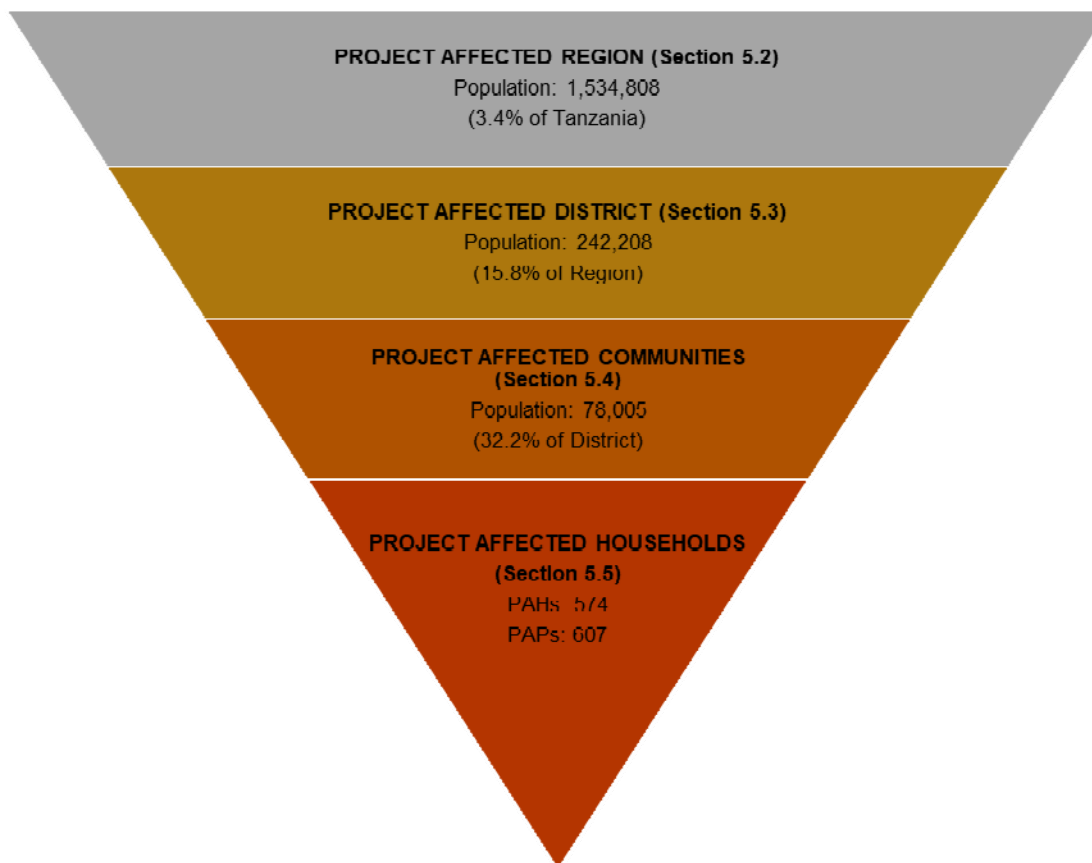 PROJECT AFFECTED REGION (Section 5.2)
Population: 1,534,808
(3.4% of Tanzania)
PROJECT AFFECTED DISTRICT (Section 5.3)
Population: 242,208
(15.8% of Region)
PROJECT AFFECTED COMMUNITIES
(Section 5.4)
Population: 78,005
(32.2% of District)
PROJECT AFFECTED HOUSEHOLDS
(Section 5.5)
PAHs: 574
PAPs: 607